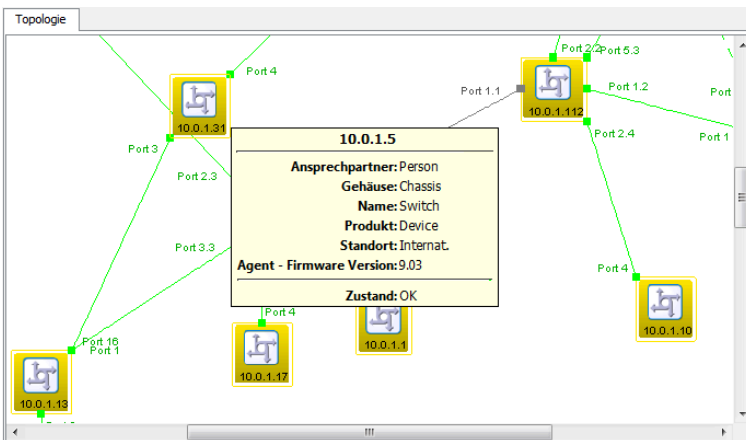 Topologie
Port 2.2
Port 5.3
Port 4
Port 1.1
Port 1.2
Port
10.0.1.112
10.0.1.31
Port 2.4
Port 1
Port 3
10.0.1.5
Ansprechpartner: Person
Gehäuse: Chassis
Name: Switch
Produkt: Device
Standort: Internat.
Agent - Firmware Version: 9.03
Zustand: OK
Port 2.3
Port 3.3
Port 4
Port 4
10.0.1.10
Port 16
Port 1
10.0.1.1
10.0.1.17
10.0.1.13